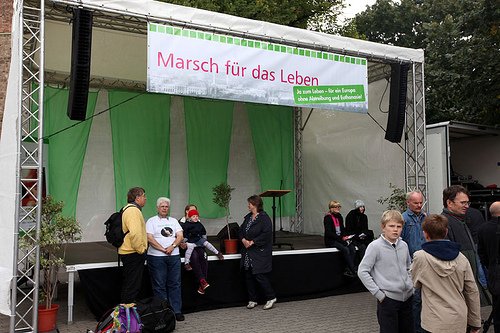 Marsch für das Leben
Ja zum Leben - für ein Europa
ohne Abtreibung und Euthanasie!